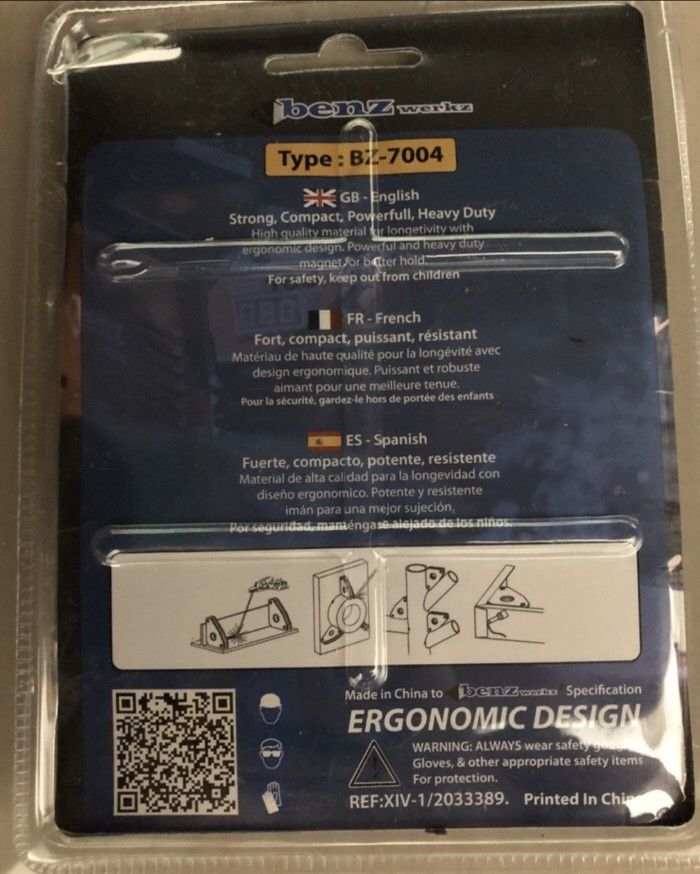 benz werkz
Type : BZ-7004
GB - English
Strong, Compact, Powerfull, Heavy Duty
High quality material for longetivity with
ergonomic design. Powerful and heavy duty
magnet for better hold.
For safety, keep out from children
FR - French
Fort, compact, puissant, résistant
Matériau de haute qualité pour la longévité avec
design ergonomique. Puissant et robuste
aimant pour une meilleure tenue.
Pour la sécurité, gardez-le hors de portée des enfants
ES - Spanish
Fuerte, compacto, potente, resistente
Material de alta calidad para la longevidad con
diseño ergonomico. Potente y resistente
imán para una mejor sujeción.
Por seguridad, manténgase alejado de los niños.
Made in China to benz werkz Specification
ERGONOMIC DESIGN
WARNING: ALWAYS wear safety
Gloves, & other appropriate safety items
For protection.
REF:XIV-1/2033389. Printed In China